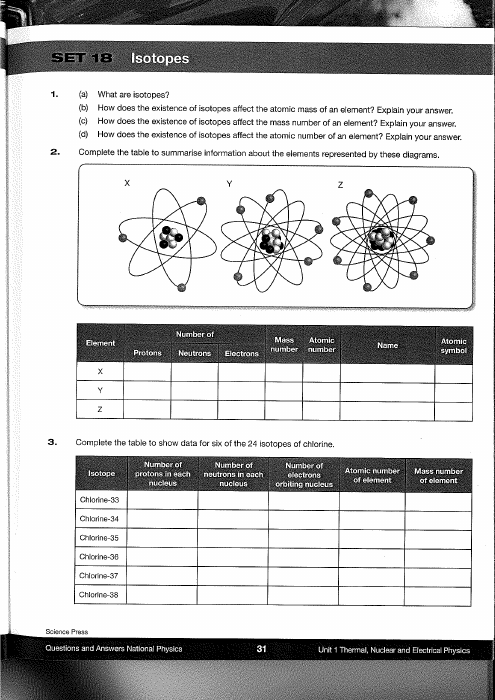 SET 18 Isotopes
1. (a) What are isotopes?
(b) How does the existence of isotopes affect the atomic mass of an element? Explain your answer.
(c) How does the existence of isotopes affect the mass number of an element? Explain your answer.
(d) How does the existence of isotopes affect the atomic number of an element? Explain your answer.
2. Complete the table to summarise information about the elements represented by these diagrams.
X Y Z
Element Number of Mass number Atomic number Name Atomic symbol
Protons Neutrons Electrons
X
Y
Z
3. Complete the table to show data for six of the 24 isotopes of chlorine.
Isotope Number of protons in each nucleus Number of neutrons in each nucleus Number of electrons orbiting nucleus Atomic number of element Mass number of element
Chlorine-33
Chlorine-34
Chlorine-35
Chlorine-36
Chlorine-37
Chlorine-38
Science Press
Questions and Answers National Physics 31 Unit 1 Thermal, Nuclear and Electrical Physics